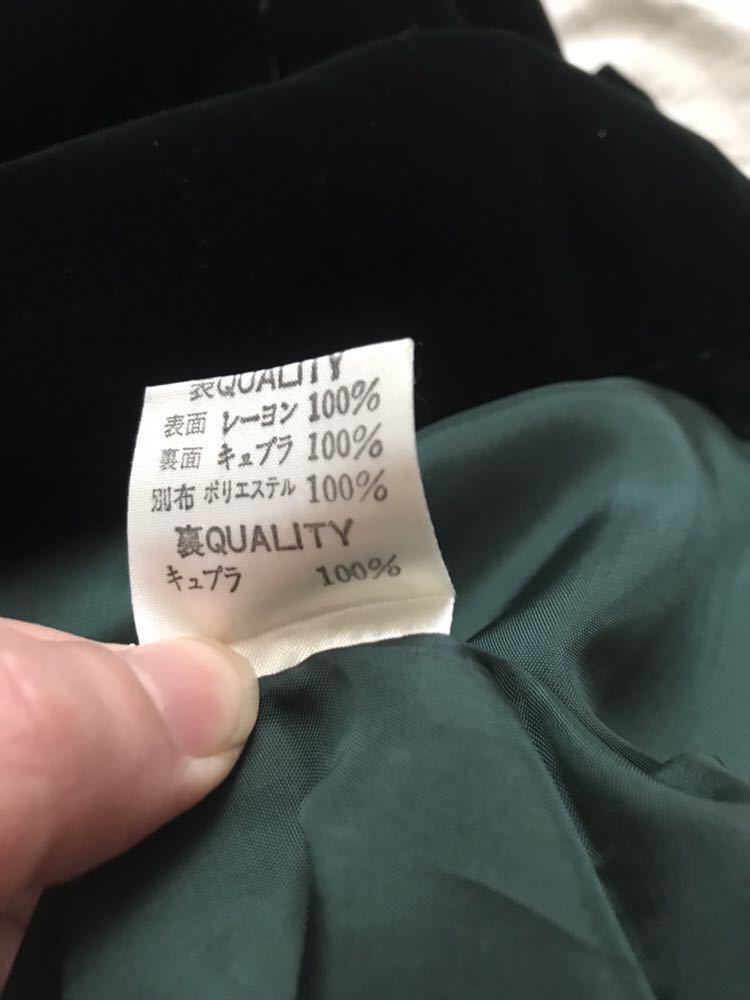 表QUALITY
表面 レーヨン 100%
裏面 キュプラ 100%
別布 ポリエステル 100%
裏QUALITY
キュプラ 100%